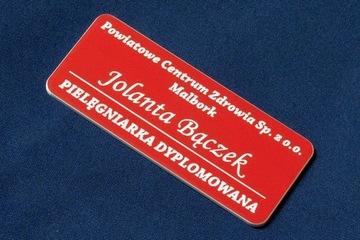 Powiatowe Centrum Zdrowia Sp. z o.o.
Malbork
Jolanta Bączek
PIELĘGNIARKA DYPLOMOWANA